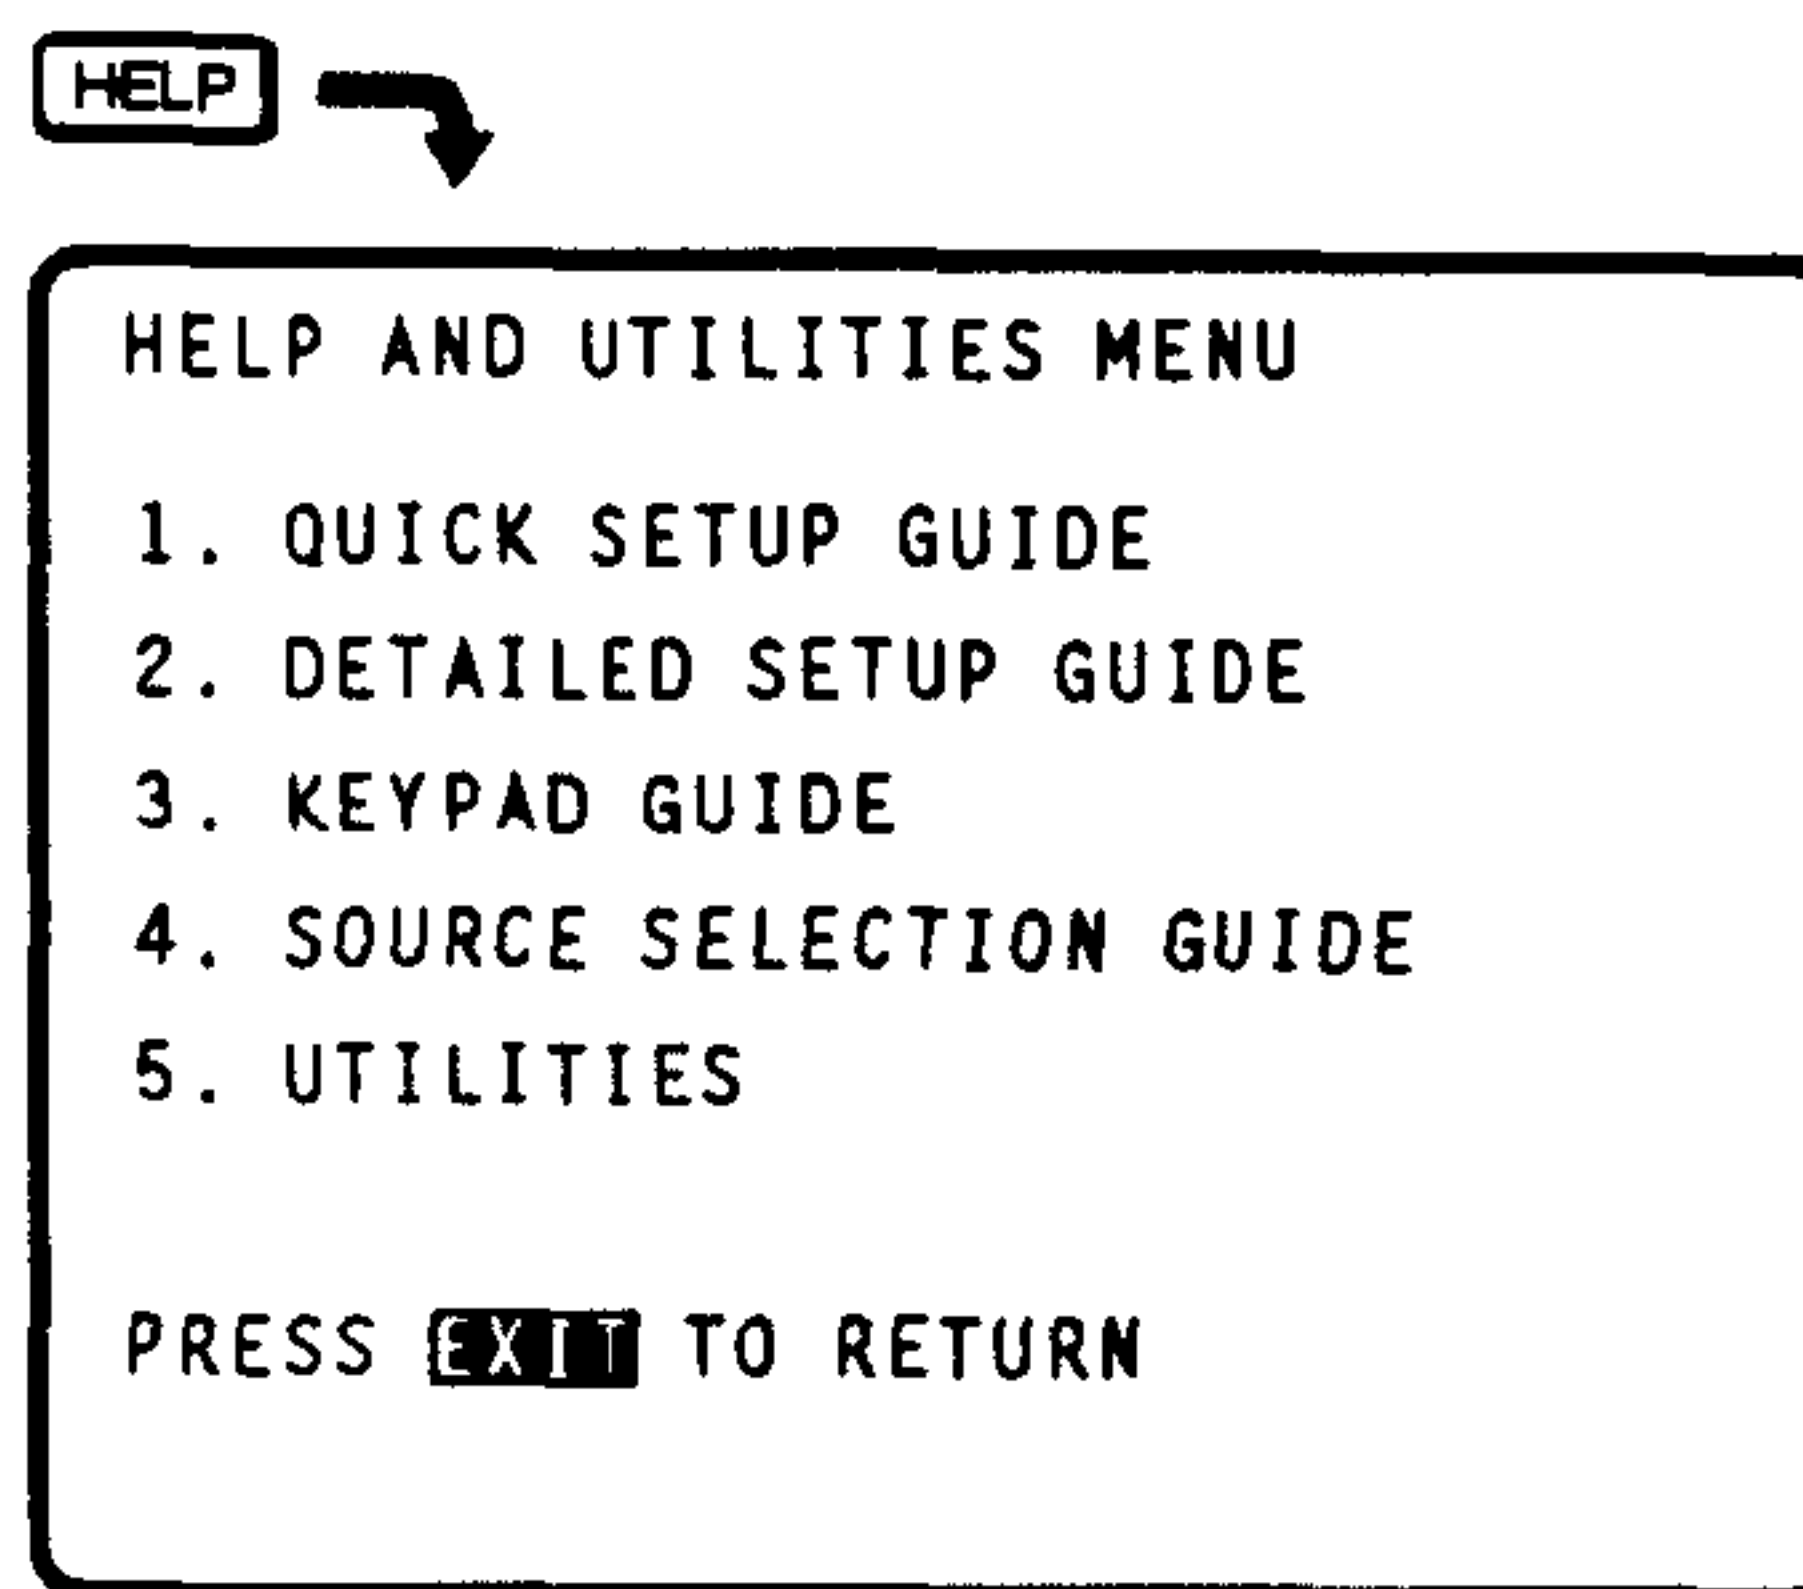 HELP
HELP AND UTILITIES MENU
1. QUICK SETUP GUIDE
2. DETAILED SETUP GUIDE
3. KEYPAD GUIDE
4. SOURCE SELECTION GUIDE
5. UTILITIES
PRESS EXIT TO RETURN